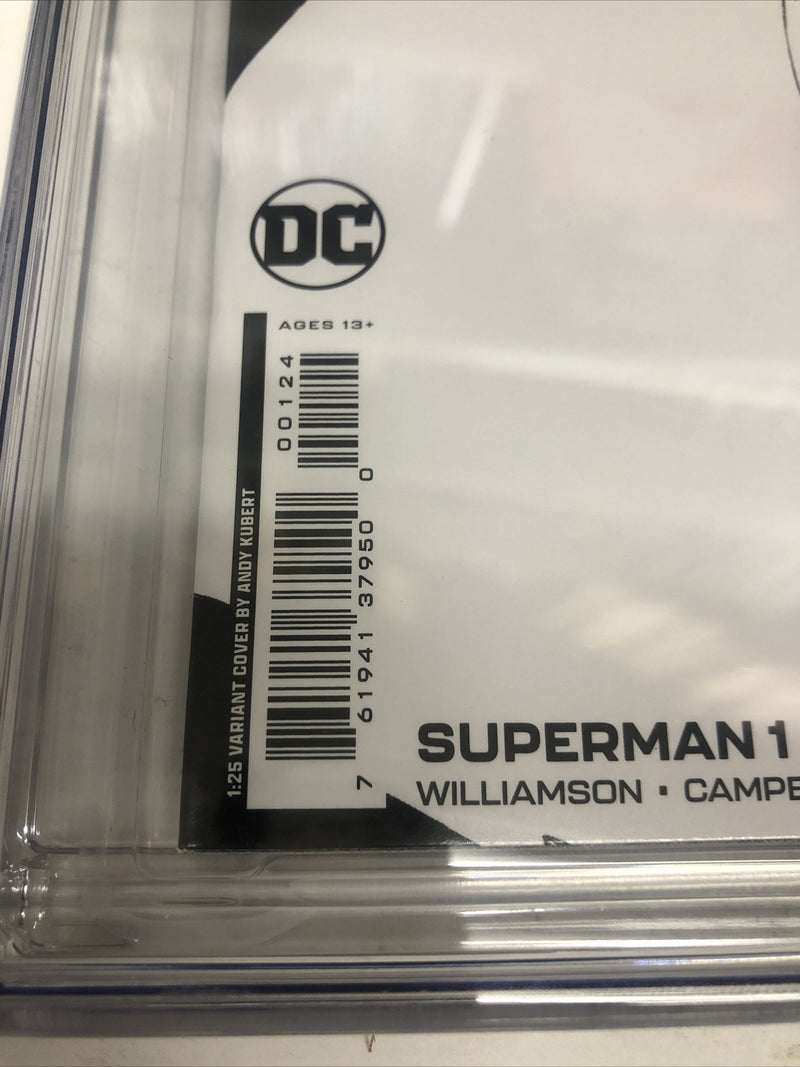 DC
AGES 13+
00124
7 61941 37950 0
1:25 VARIANT COVER BY ANDY KUBERT
SUPERMAN 1
WILLIAMSON • CAMPE